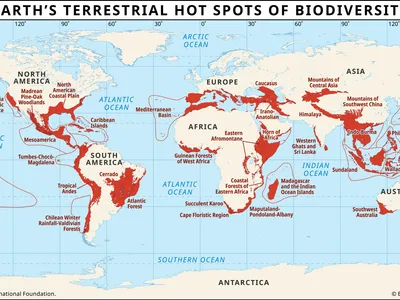 ARTH'S TERRESTRIAL HOT SPOTS OF BIODIVERSIT
120°
60°
0°
60°
120°
ARCTIC
OCEAN
NORTH
AMERICA
Madrean
Pine-Oak
Woodlands
North
American
Coastal Plain
ATLANTIC
OCEAN
Caribbean
Islands
Mesoamerica
Tumbes-Chocó-
Magdalena
SOUTH
AMERICA
Cerrado
Tropical
Andes
Atlantic
Forest
Chilean Winter
Rainfall-Valdivian
Forests
EUROPE
Mediterranean
Basin
Caucasus
Irano-
Anatolian
ASIA
Mountains of
Central Asia
Mountains of
Southwest China
Himalaya
Indo-Burma
Phili
AFRICA
Eastern
Afromontane
Horn of
Africa
Guinean Forests
of West Africa
Western
Ghats and
Sri Lanka
INDIAN
OCEAN
Sundaland
Wallac
ATLANTIC
OCEAN
Coastal
Forests of
Eastern Africa
Madagascar
and the Indian
Ocean Islands
Succulent Karoo
Cape Floristic Region
Maputaland-
Pondoland-Albany
AUST
Southwest
Australia
SOUTHERN OCEAN
ANTARCTICA
national Foundation.
© E